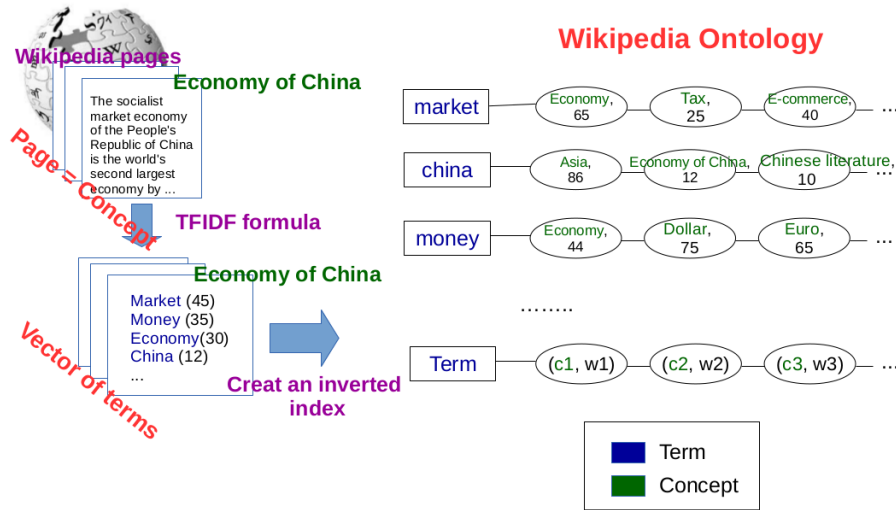 Wikipedia Ontology
Wikipedia pages
Economy of China
The socialist
market economy
of the People's
Republic of China
is the world's
second largest
economy by ...
Page = Concept
TFIDF formula
Economy of China
Market (45)
Money (35)
Economy(30)
China (12)
...
Vector of terms
Creat an inverted
index
market
Economy,
65
Tax,
25
E-commerce,
40
...
china
Asia,
86
Economy of China,
12
Chinese literature,
10
...
money
Economy,
44
Dollar,
75
Euro,
65
...
........
Term
(c1, w1)
(c2, w2)
(c3, w3)
...
Term
Concept